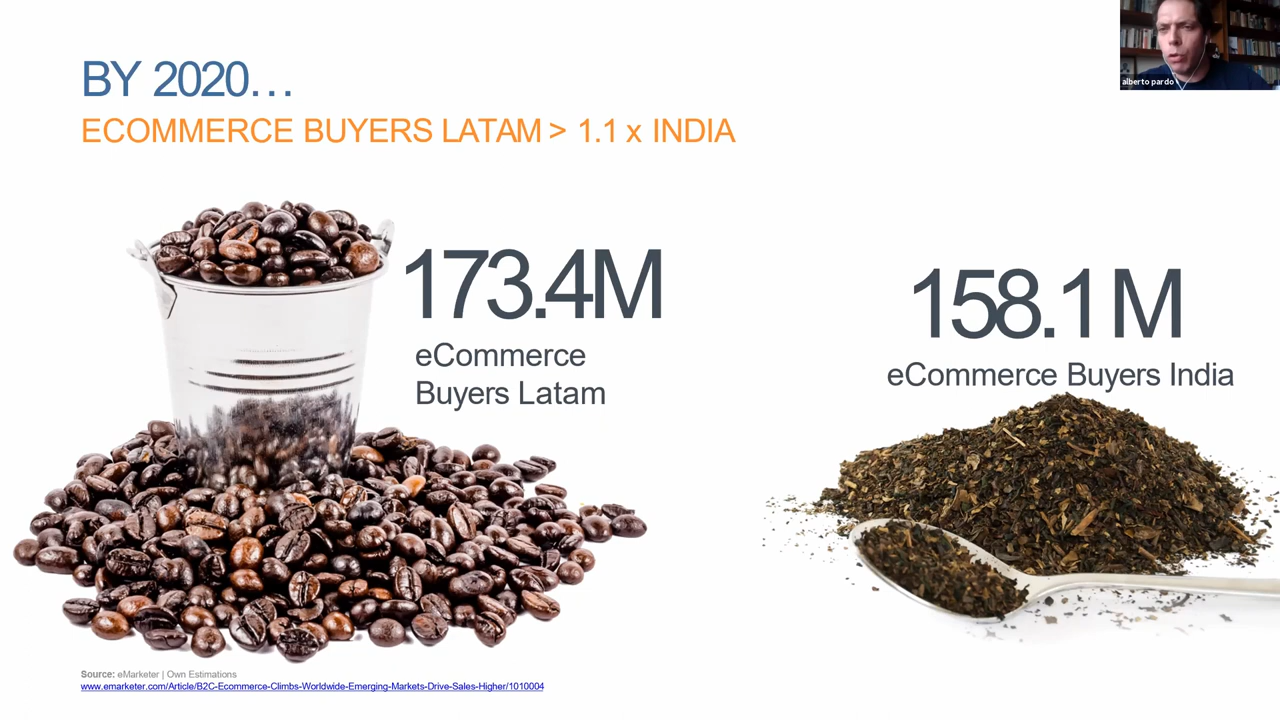 alberto pardo
BY 2020…
ECOMMERCE BUYERS LATAM > 1.1 x INDIA
173.4M
eCommerce
Buyers Latam
158.1M
eCommerce Buyers India
Source: eMarketer | Own Estimations
www.emarketer.com/Article/B2C-Ecommerce-Climbs-Worldwide-Emerging-Markets-Drive-Sales-Higher/1010004